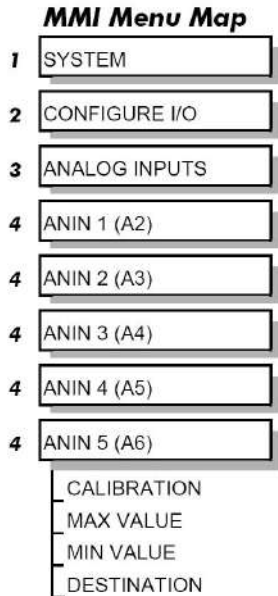 MMI Menu Map
1 SYSTEM
2 CONFIGURE I/O
3 ANALOG INPUTS
4 ANIN 1 (A2)
4 ANIN 2 (A3)
4 ANIN 3 (A4)
4 ANIN 4 (A5)
4 ANIN 5 (A6)
CALIBRATION
MAX VALUE
MIN VALUE
DESTINATION